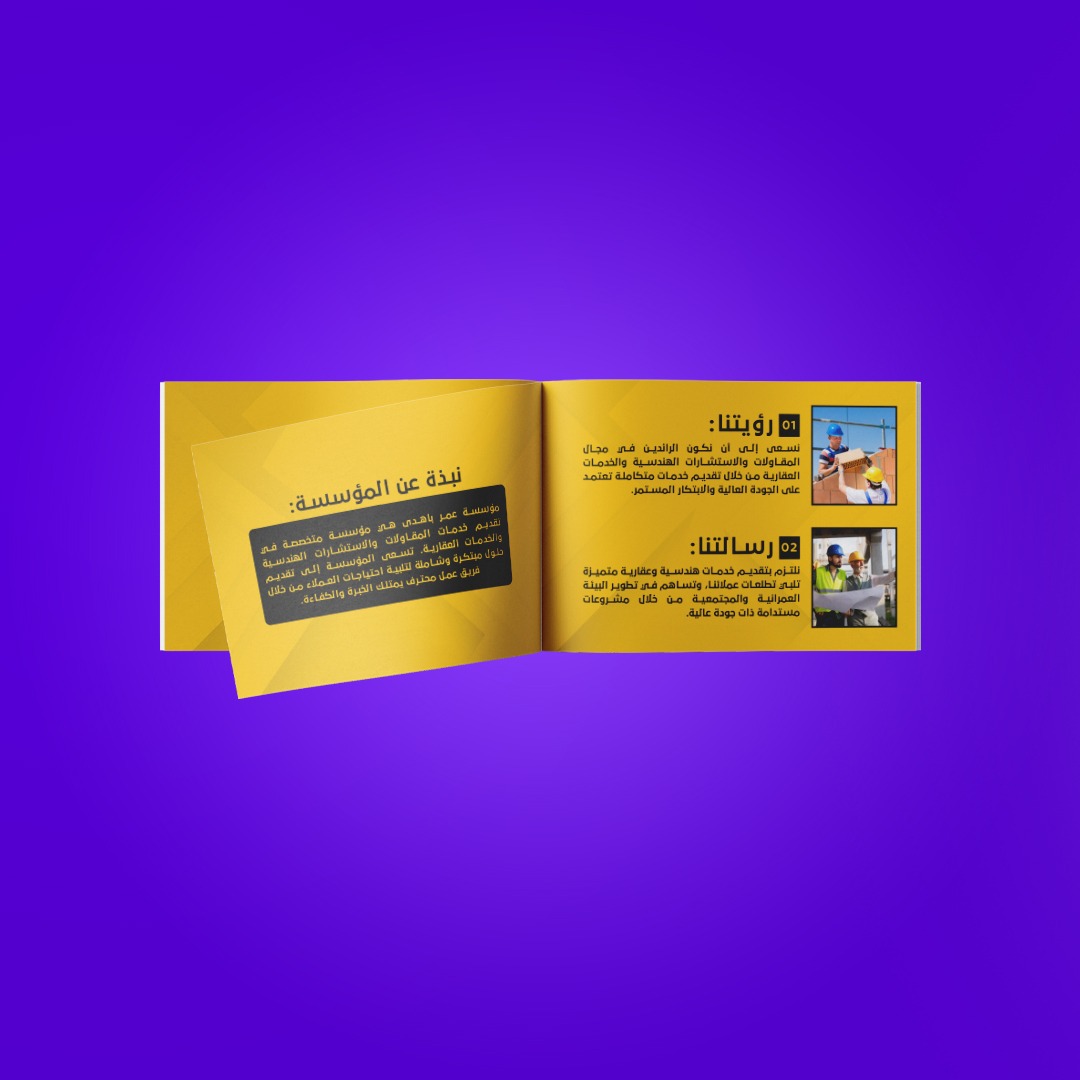 01 رؤيتنا:
نسعى إلى أن نكون الرائدين في مجال
المقاولات والاستشارات الهندسية والخدمات
العقارية من خلال تقديم خدمات متكاملة تعتمد
على الجودة العالية والابتكار المستمر.
02 رسالتنا:
نلتزم بتقديم خدمات هندسية وعقارية متميزة
تلبي تطلعات عملائنا، وتساهم في تطوير البيئة
العمرانية والمجتمعية من خلال مشروعات
مستدامة ذات جودة عالية.
نبذة عن المؤسسة:
مؤسسة عمر باهدى هي مؤسسة متخصصة في
تقديم خدمات المقاولات والاستشارات الهندسية
والخدمات العقارية. تسعى المؤسسة إلى تقديم
حلول مبتكرة وشاملة لتلبية احتياجات العملاء من خلال
فريق عمل محترف يمتلك الخبرة والكفاءة.